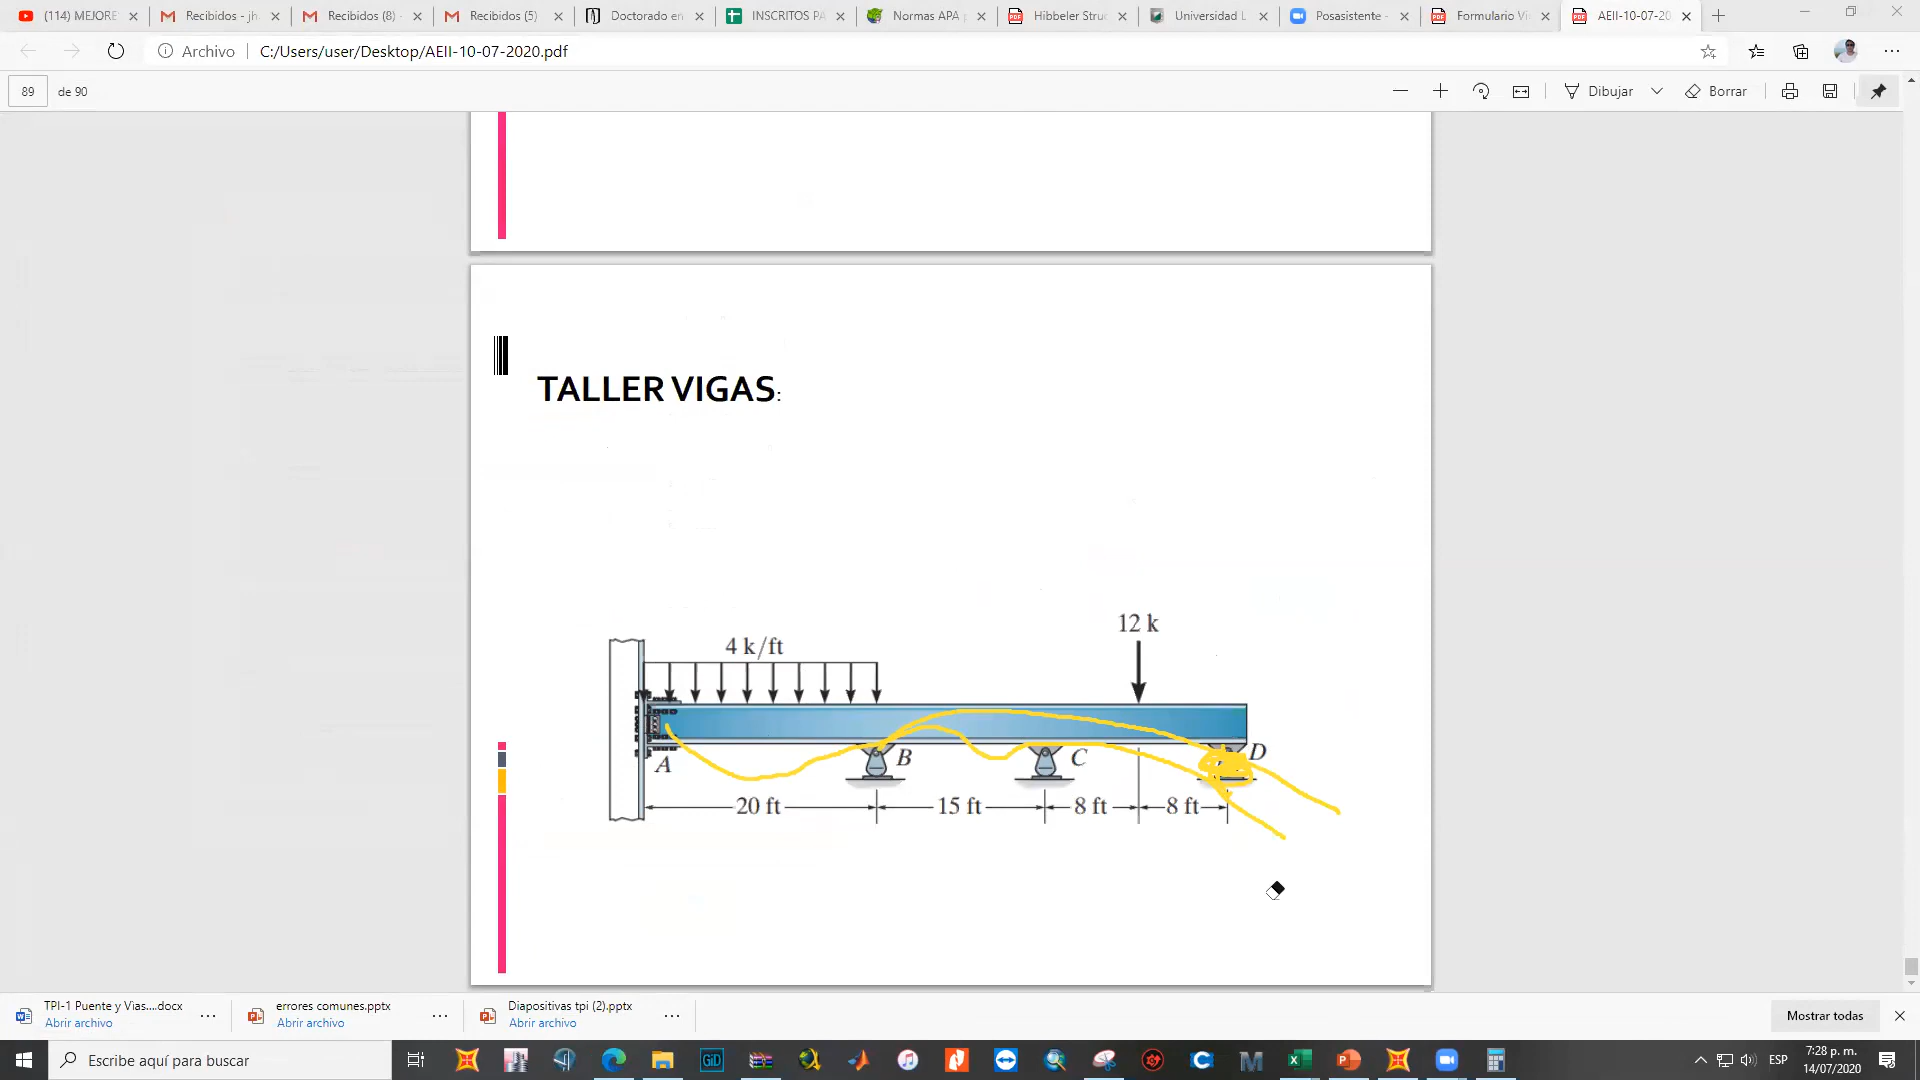 (114) MEJORE
Recibidos - jh
Recibidos (8) -
Recibidos (5)
Doctorado en
INSCRITOS PA
Normas APA
Hibbeler Stru
Universidad L
Posasistente -
Formulario Vi
AEII-10-07-20
Archivo
C:/Users/user/Desktop/AEII-10-07-2020.pdf
89 de 90
Dibujar
Borrar
TALLER VIGAS:
12 k
4 k/ft
A
B
C
D
20 ft
15 ft
8 ft
8 ft
TPI-1 Puente y Vias....docx
Abrir archivo
errores comunes.pptx
Abrir archivo
Diapositivas tpi (2).pptx
Abrir archivo
Mostrar todas
Escribe aquí para buscar
GiD
ESP
7:28 p. m.
14/07/2020